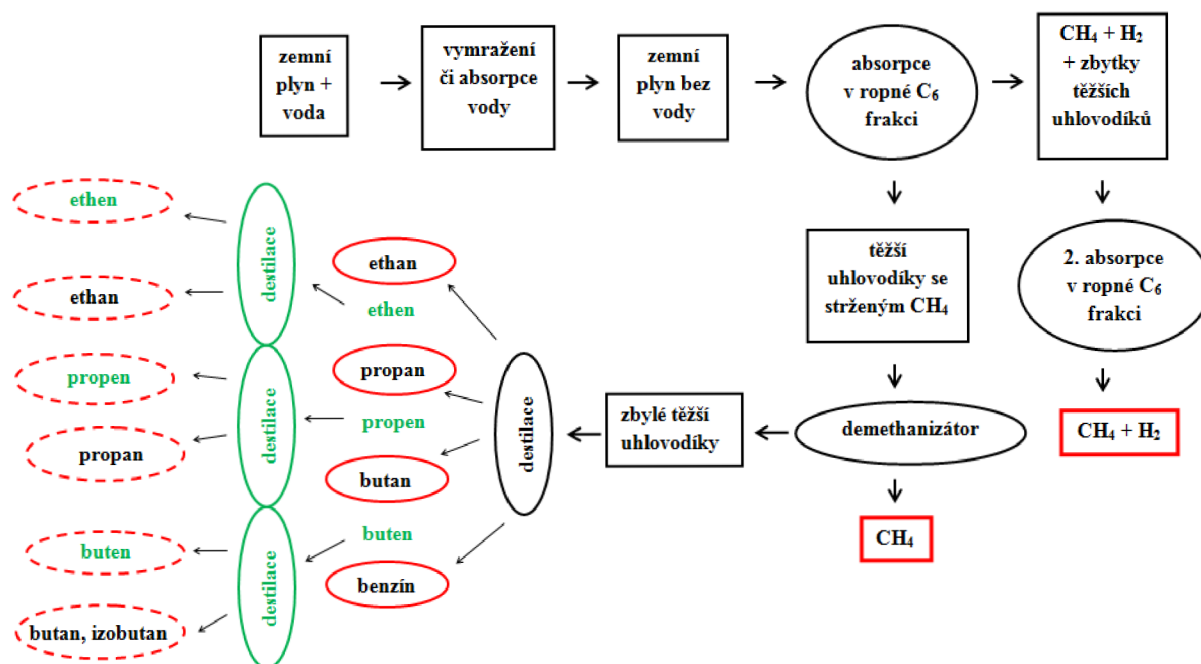 zemní
plyn +
voda
vymražení
či absorpce
vody
zemní
plyn bez
vody
absorpce
v ropné C₆
frakci
CH₄ + H₂
+ zbytky
těžších
uhlovodíků
těžší
uhlovodíky se
strženým CH₄
2. absorpce
v ropné C₆
frakci
CH₄ + H₂
demethanizátor
CH₄
zbylé těžší
uhlovodíky
destilace
ethan
ethen
propan
propen
butan
buten
benzín
destilace
destilace
destilace
ethen
ethan
propen
propan
buten
butan, izobutan